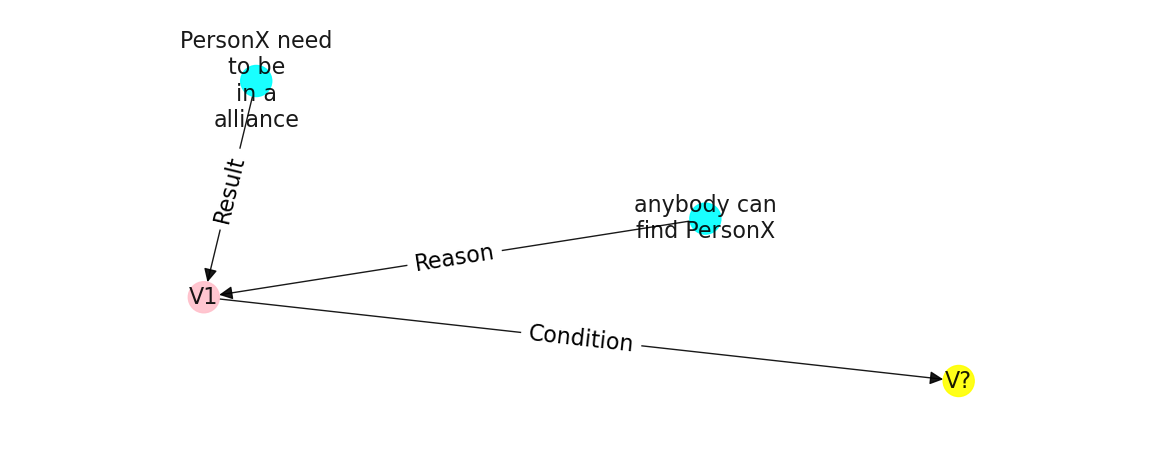 PersonX need
to be
in a
alliance
Result
anybody can
find PersonX
Reason
V1
Condition
V?